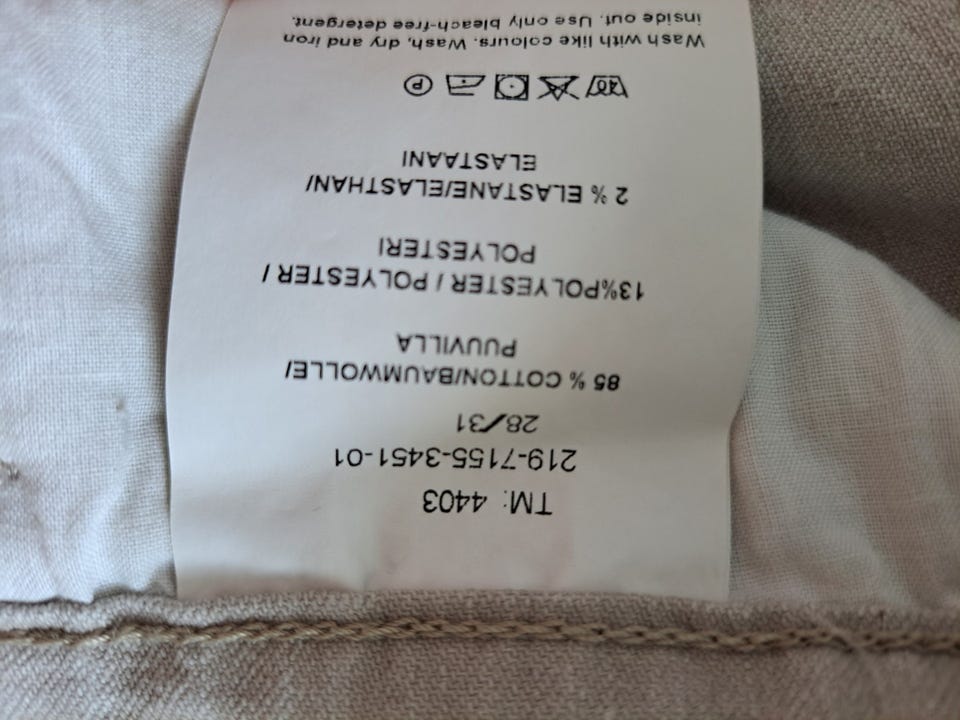 TM: 4403
219-7155-3451-01
28/31
85 % COTTON/BAUMWOLLE/
PUUVILLA
13%POLYESTER / POLYESTER /
POLYESTERI
2 % ELASTANE/ELASTHAN/
ELASTAANI
P
Wash with like colours. Wash, dry and iron
inside out. Use only bleach-free detergent.